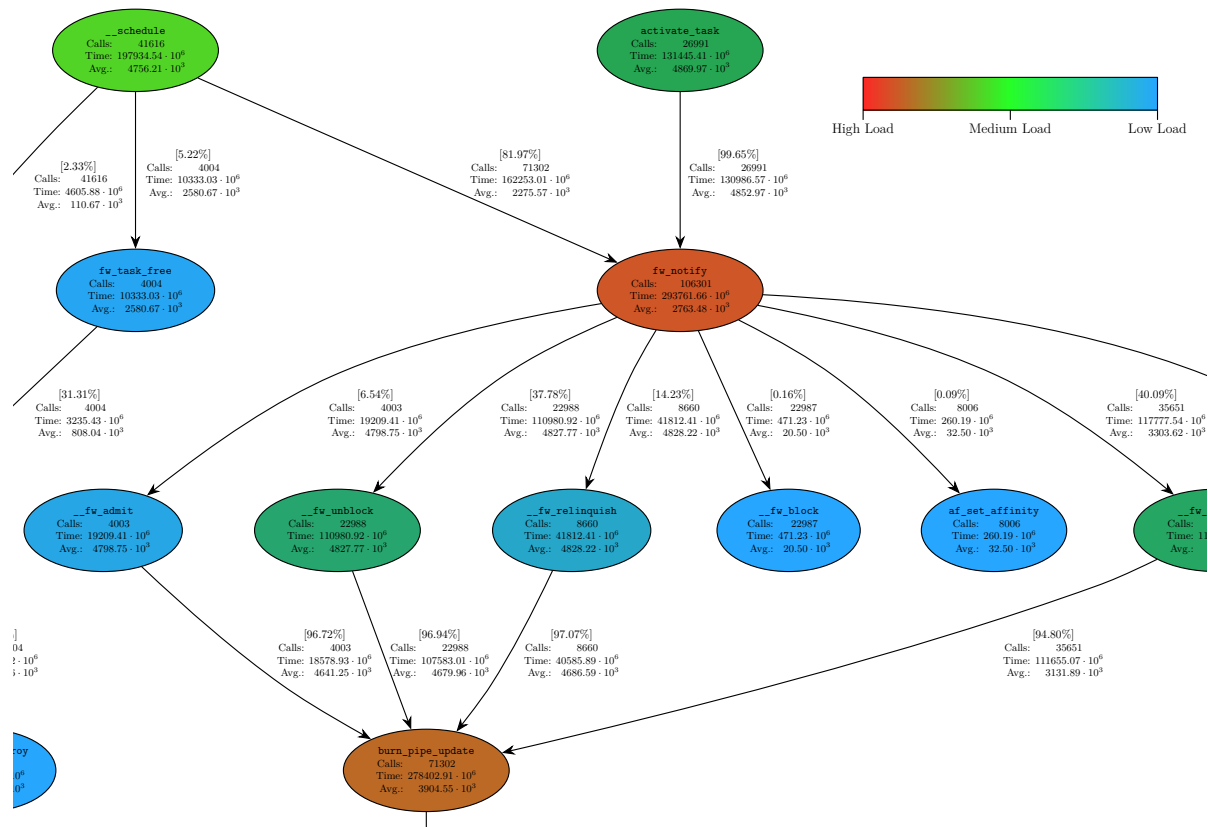 __schedule
Calls: 41616
Time: 197934.54 · 10⁶
Avg.: 4756.21 · 10³
activate_task
Calls: 26991
Time: 131445.41 · 10⁶
Avg.: 4869.97 · 10³
High Load
Medium Load
Low Load
[2.33%]
Calls: 41616
Time: 4605.88 · 10⁶
Avg.: 110.67 · 10³
[5.22%]
Calls: 4004
Time: 10333.03 · 10⁶
Avg.: 2580.67 · 10³
[81.97%]
Calls: 71302
Time: 162253.01 · 10⁶
Avg.: 2275.57 · 10³
[99.65%]
Calls: 26991
Time: 130986.57 · 10⁶
Avg.: 4852.97 · 10³
fw_task_free
Calls: 4004
Time: 10333.03 · 10⁶
Avg.: 2580.67 · 10³
fw_notify
Calls: 106301
Time: 293761.66 · 10⁶
Avg.: 2763.48 · 10³
[31.31%]
Calls: 4004
Time: 3235.43 · 10⁶
Avg.: 808.04 · 10³
[6.54%]
Calls: 4003
Time: 19209.41 · 10⁶
Avg.: 4798.75 · 10³
[37.78%]
Calls: 22988
Time: 110980.92 · 10⁶
Avg.: 4827.77 · 10³
[14.23%]
Calls: 8660
Time: 41812.41 · 10⁶
Avg.: 4828.22 · 10³
[0.16%]
Calls: 22987
Time: 471.23 · 10⁶
Avg.: 20.50 · 10³
[0.09%]
Calls: 8006
Time: 260.19 · 10⁶
Avg.: 32.50 · 10³
[40.09%]
Calls: 35651
Time: 117777.54 · 10⁶
Avg.: 3303.62 · 10³
__fw_admit
Calls: 4003
Time: 19209.41 · 10⁶
Avg.: 4798.75 · 10³
__fw_unblock
Calls: 22988
Time: 110980.92 · 10⁶
Avg.: 4827.77 · 10³
__fw_relinquish
Calls: 8660
Time: 41812.41 · 10⁶
Avg.: 4828.22 · 10³
__fw_block
Calls: 22987
Time: 471.23 · 10⁶
Avg.: 20.50 · 10³
af_set_affinity
Calls: 8006
Time: 260.19 · 10⁶
Avg.: 32.50 · 10³
__fw_
Calls:
Time: 11
Avg.:
[96.72%]
Calls: 4003
Time: 18578.93 · 10⁶
Avg.: 4641.25 · 10³
[96.94%]
Calls: 22988
Time: 107583.01 · 10⁶
Avg.: 4679.96 · 10³
[97.07%]
Calls: 8660
Time: 40585.89 · 10⁶
Avg.: 4686.59 · 10³
[94.80%]
Calls: 35651
Time: 111655.07 · 10⁶
Avg.: 3131.89 · 10³
roy
burn_pipe_update
Calls: 71302
Time: 278402.91 · 10⁶
Avg.: 3904.55 · 10³